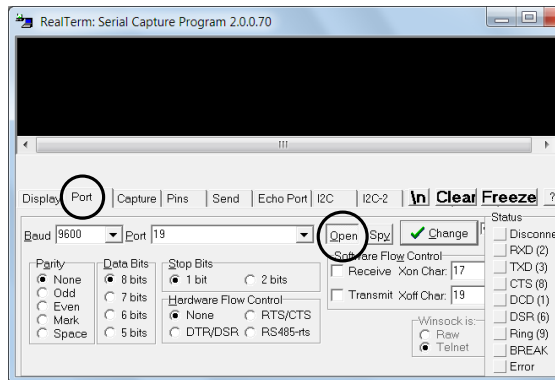 RealTerm: Serial Capture Program 2.0.0.70
Display Port Capture Pins Send Echo Port I2C I2C-2 \n Clear Freeze ?
Status
Baud 9600 Port 19 Open Spy Change
Disconne
Parity Data Bits Stop Bits Software Flow Control
None 8 bits 1 bit 2 bits Receive Xon Char: 17
RXD (2)
Odd 7 bits Hardware Flow Control Transmit Xoff Char: 19
TXD (3)
Even 6 bits None RTS/CTS Winsock is:
CTS (8)
Mark 5 bits DTR/DSR RS485-rts Raw
DCD (1)
Space Telnet
DSR (6)
Ring (9)
BREAK
Error